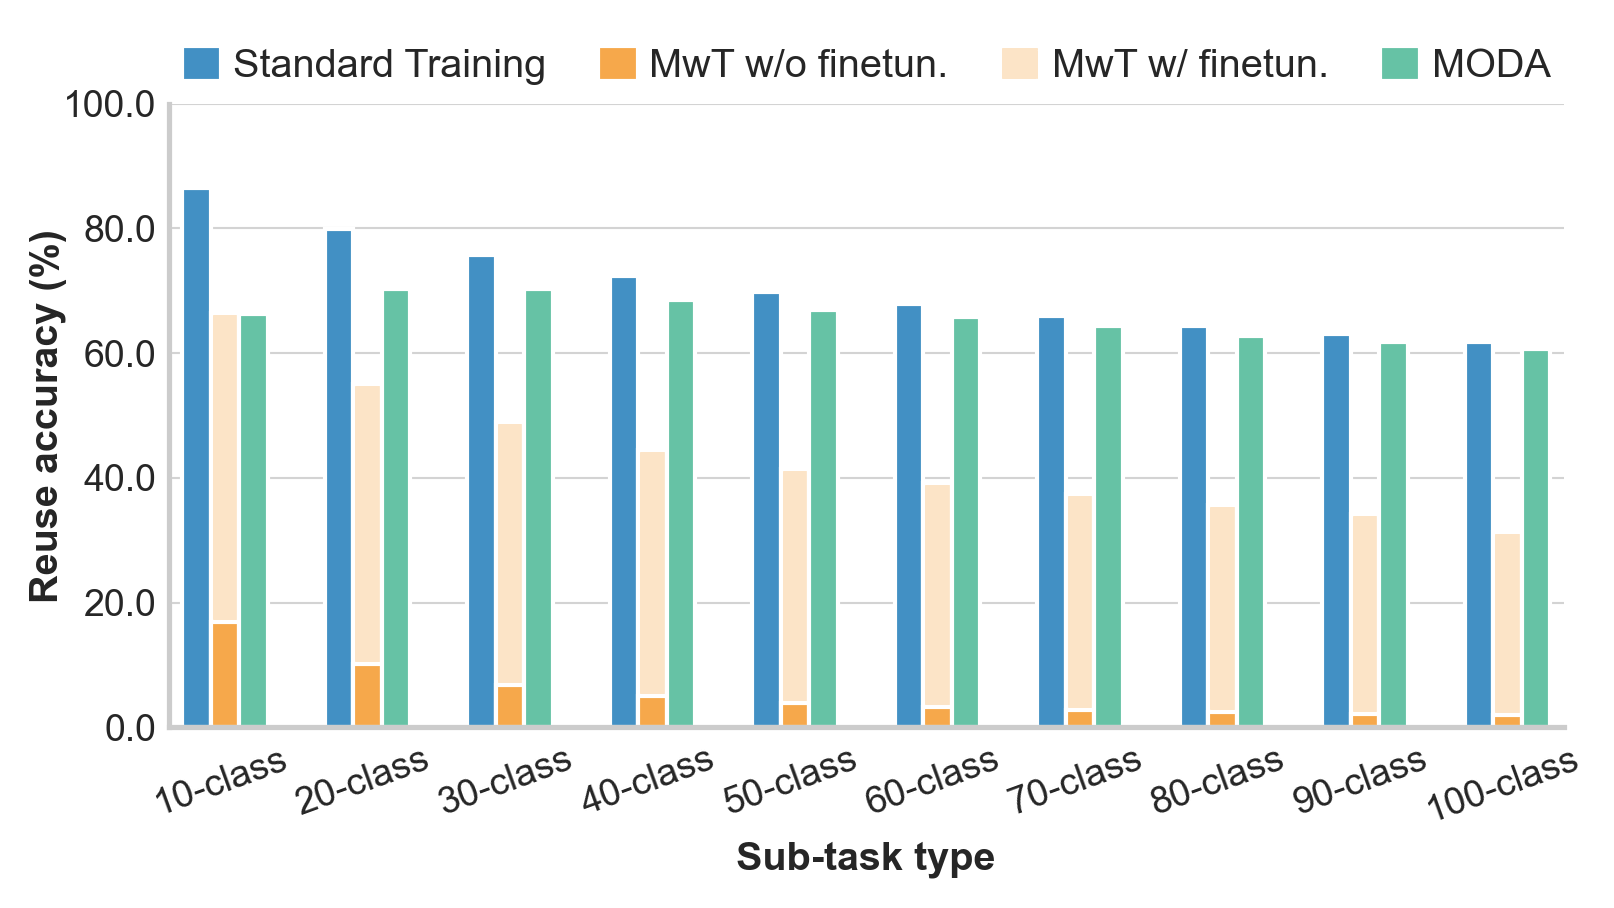 Standard Training MwT w/o finetun. MwT w/ finetun. MODA
100.0
80.0
60.0
40.0
20.0
0.0
Reuse accuracy (%)
10-class 20-class 30-class 40-class 50-class 60-class 70-class 80-class 90-class 100-class
Sub-task type